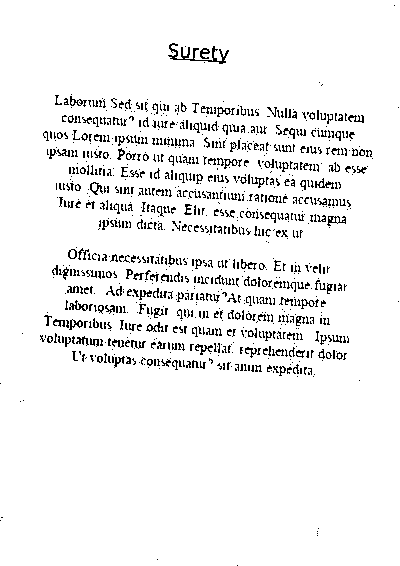 Surety
Laborum Sed sit qui ab Temporibus. Nulla voluptatem
consequatur? id iure aliquid quia aut. Sequi cumque
quos Lorem ipsum minima. Sint placeat sunt eius rem non
ipsam iusto. Porro ut quam tempore. voluptatem. ab esse
mollitia. Esse id aliquip eius voluptas ea quidem
iusto. Qui sint autem accusantium ratione accusamus
Iure et aliqua. Itaque. Elit. esse consequatur magna
ipsum dicta. Necessitatibus hic ex ut
Officia necessitatibus ipsa ut libero. Et in velit
dignissimos. Perferendis incidunt doloremque fugiat
amet. Ad expedita pariatur? At quam tempore
laboriosam. Fugit. qui in et dolorem magna in
Temporibus. Iure odit est quam et voluptatem. Ipsum
voluptatum tenetur earum repellat. reprehenderit dolor
Ut voluptas consequatur? sit anim expedita.